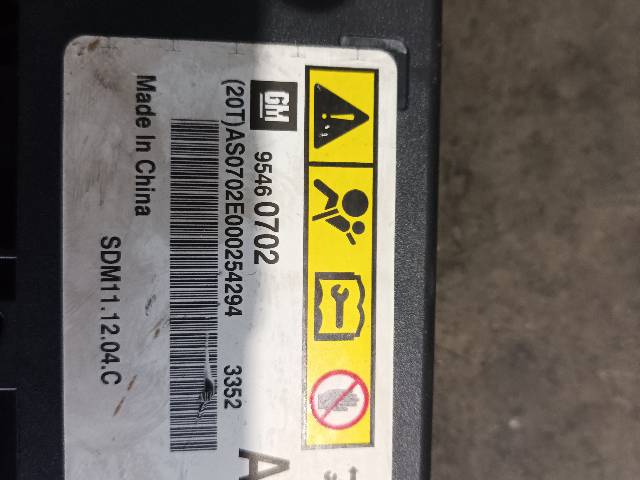 GM 9546 0702
(20T)AS0702E000254294 3352
Made In China
SDM11.12.04.C
A